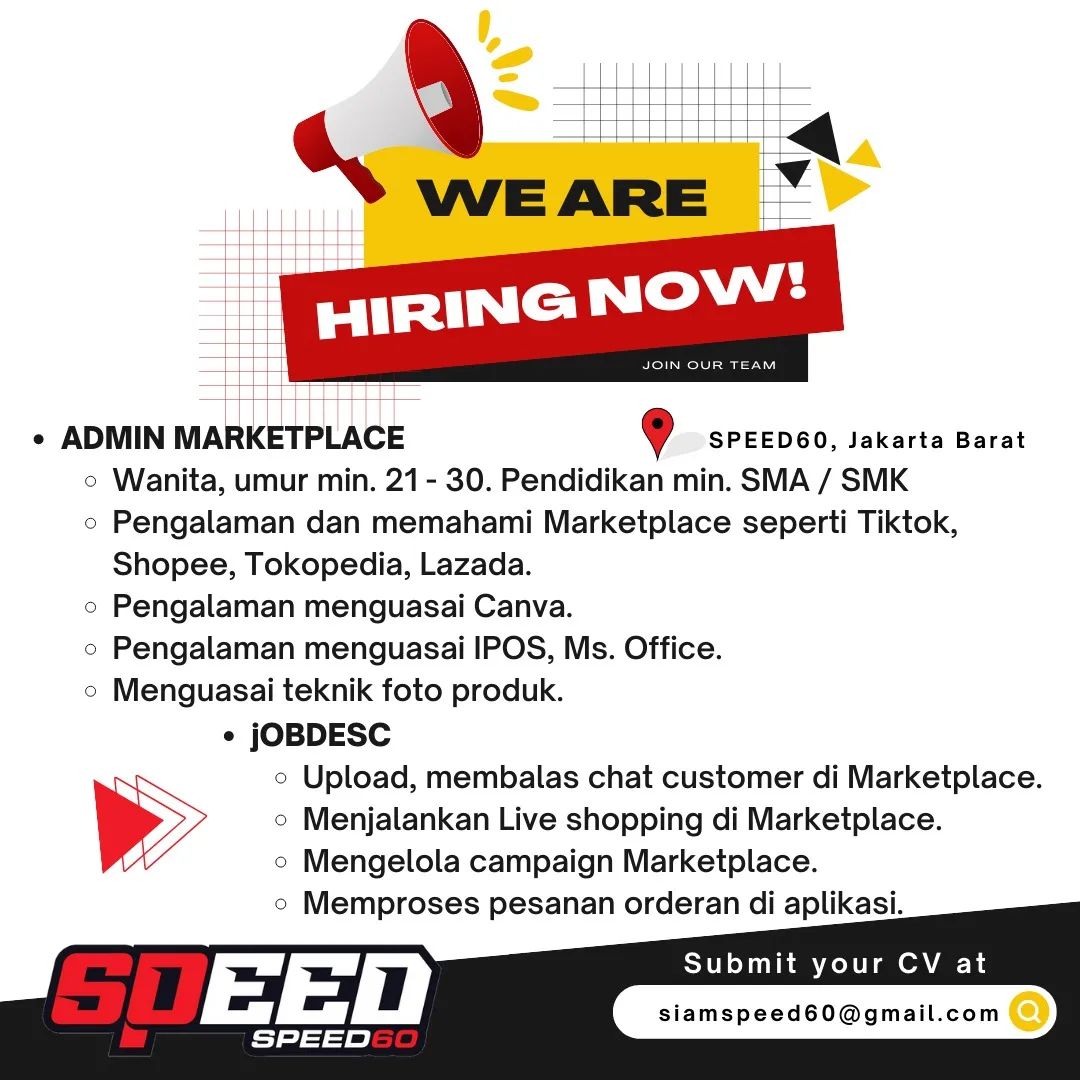 WE ARE
HIRING NOW!
JOIN OUR TEAM
• ADMIN MARKETPLACE
SPEED60, Jakarta Barat
○ Wanita, umur min. 21 - 30. Pendidikan min. SMA / SMK
○ Pengalaman dan memahami Marketplace seperti Tiktok,
Shopee, Tokopedia, Lazada.
○ Pengalaman menguasai Canva.
○ Pengalaman menguasai IPOS, Ms. Office.
○ Menguasai teknik foto produk.
• jOBDESC
○ Upload, membalas chat customer di Marketplace.
○ Menjalankan Live shopping di Marketplace.
○ Mengelola campaign Marketplace.
○ Memproses pesanan orderan di aplikasi.
SPEED
SPEED60
Submit your CV at
siamspeed60@gmail.com